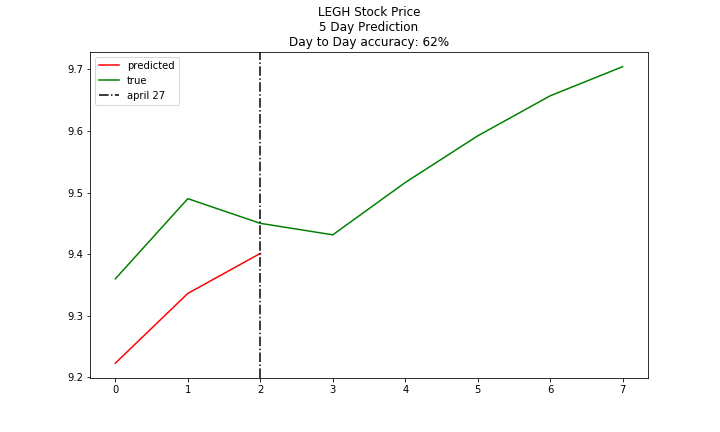 LEGH Stock Price
5 Day Prediction
Day to Day accuracy: 62%
predicted
true
april 27
9.7
9.6
9.5
9.4
9.3
9.2
0 1 2 3 4 5 6 7